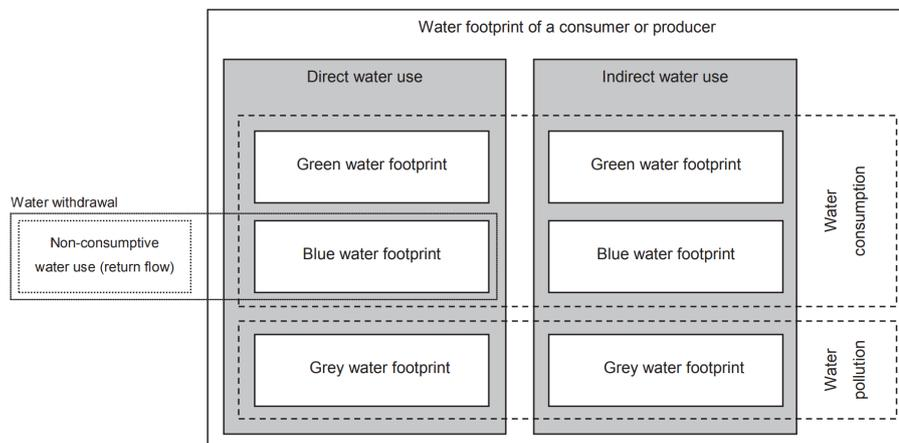 Water footprint of a consumer or producer
Direct water use
Indirect water use
Green water footprint
Green water footprint
Water
consumption
Water withdrawal
Non-consumptive
water use (return flow)
Blue water footprint
Blue water footprint
Grey water footprint
Grey water footprint
Water
pollution